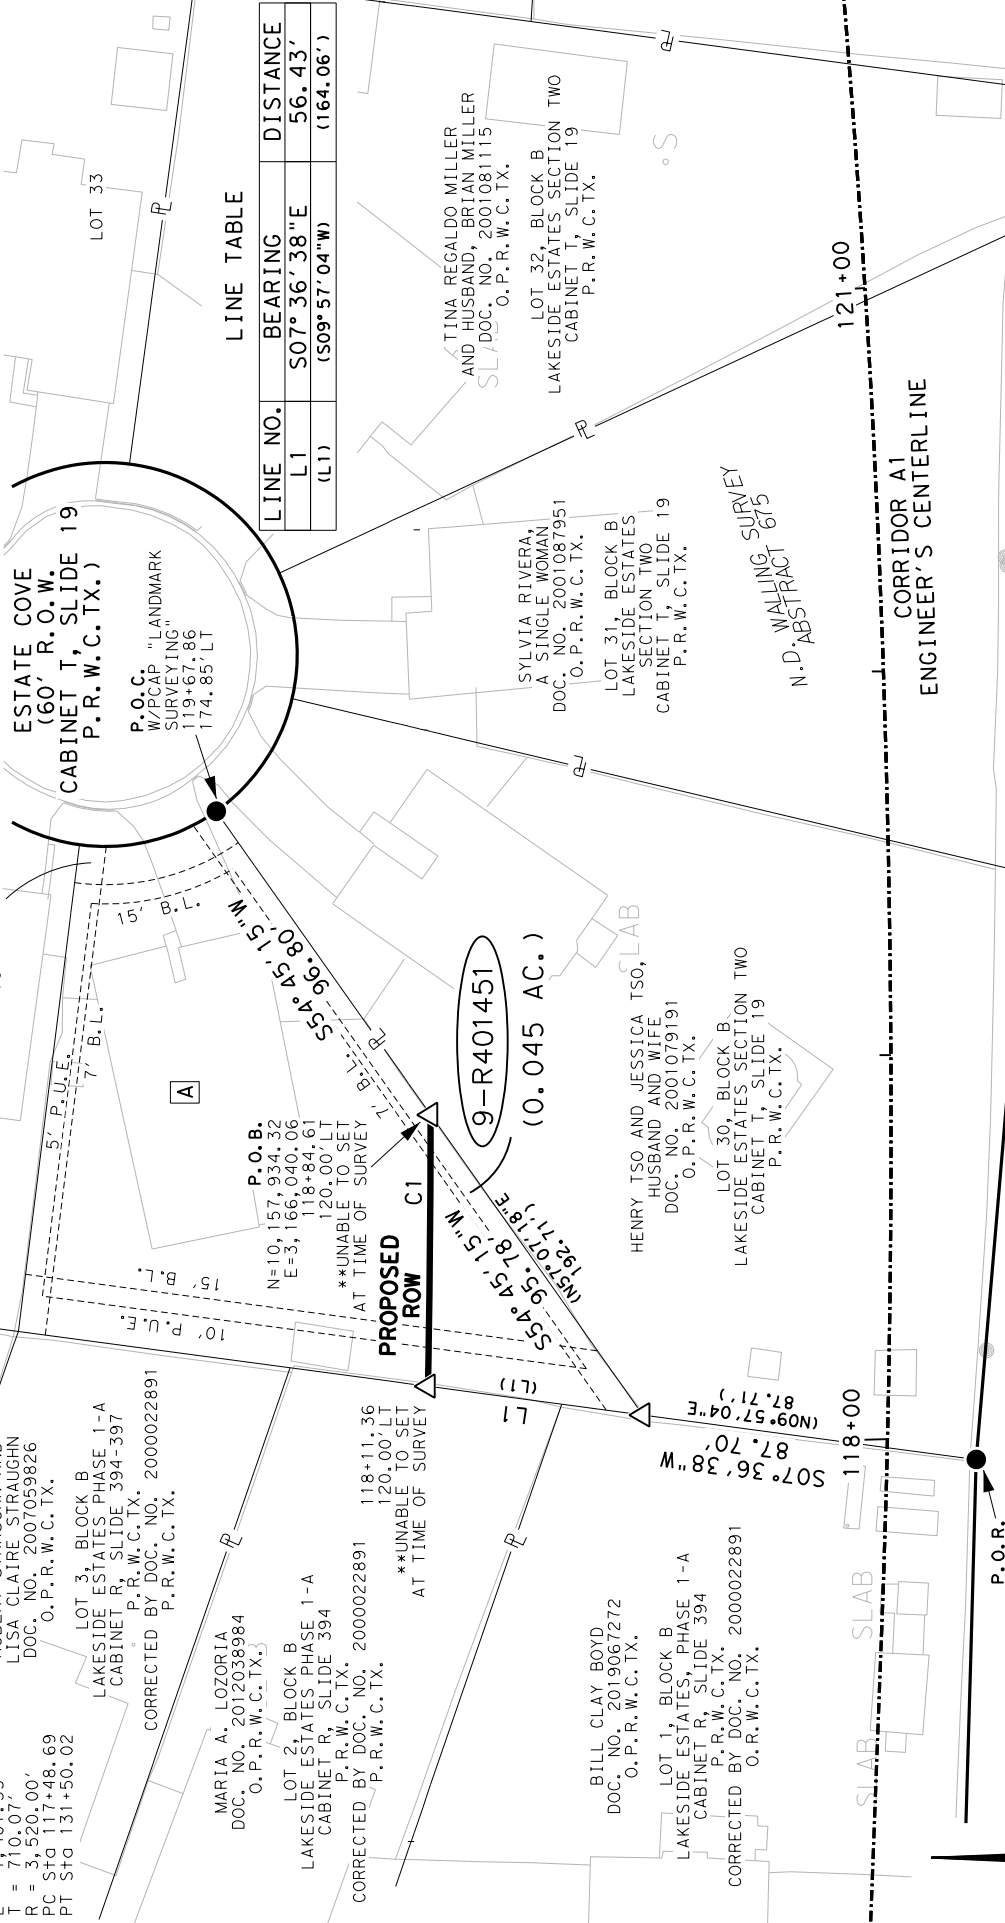 ESTATE COVE
(60' R.O.W.
CABINET T, SLIDE 19
P.R.W.C.TX.)
P.O.C.
W/PCAP "LANDMARK
SURVEYING"
119+67.86
174.85'LT
LOT 33
LINE TABLE
LINE NO. BEARING DISTANCE
L1 S07°36'38"E 56.43'
(L1) (S09°57'04"W) (164.06')
TINA REGALDO MILLER
AND HUSBAND, BRIAN MILLER
DOC. NO. 2001081115
O.P.R.W.C.TX.
LOT 32, BLOCK B
LAKESIDE ESTATES SECTION TWO
CABINET T, SLIDE 19
P.R.W.C.TX.
S
SYLVIA RIVERA,
A SINGLE WOMAN
DOC. NO. 2001087951
O.P.R.W.C.TX.
LOT 31, BLOCK B
LAKESIDE ESTATES
SECTION TWO
CABINET T, SLIDE 19
P.R.W.C.TX.
N.D. WALLING SURVEY
ABSTRACT 675
121+00
CORRIDOR A1
ENGINEER'S CENTERLINE
15' B.L.
5' P.U.E.
7' B.L.
A
S54°45'15"W
96.80'
7' B.L.
9-R401451
(0.045 AC.)
P.O.B.
N=10,157,934.32
E=3,166,040.06
118+84.61
120.00'LT
**UNABLE TO SET
AT TIME OF SURVEY
C1
PROPOSED
ROW
15' B.L.
10' P.U.E.
S54°45'15"W
95.78'
(N57°07'18"E
192.71')
HENRY TSO AND JESSICA TSO,
HUSBAND AND WIFE
DOC. NO. 2001079191
O.P.R.W.C.TX.
LOT 30, BLOCK B
LAKESIDE ESTATES SECTION TWO
CABINET T, SLIDE 19
P.R.W.C.TX.
SLAB
(L1)
L1
118+11.36
120.00'LT
**UNABLE TO SET
AT TIME OF SURVEY
(N09°57'04"E
87.71')
S07°36'38"W
87.70'
118+00
P.O.R.
LISA CLAIRE STRAUGHN
DOC. NO. 2007059826
O.P.R.W.C.TX.
LOT 3, BLOCK B
LAKESIDE ESTATES PHASE 1-A
CABINET R, SLIDE 394-397
P.R.W.C.TX.
CORRECTED BY DOC. NO. 2000022891
P.R.W.C.TX.
MARIA A. LOZORIA
DOC. NO. 2012038984
O.P.R.W.C.TX.
LOT 2, BLOCK B
LAKESIDE ESTATES PHASE 1-A
CABINET R, SLIDE 394
P.R.W.C.TX.
CORRECTED BY DOC. NO. 2000022891
P.R.W.C.TX.
BILL CLAY BOYD
DOC. NO. 2019067272
O.P.R.W.C.TX.
LOT 1, BLOCK B
LAKESIDE ESTATES, PHASE 1-A
CABINET R, SLIDE 394
P.R.W.C.TX.
CORRECTED BY DOC. NO. 2000022891
O.R.W.C.TX.
SLAB
SLAB
T = 710.07'
R = 3,520.00'
PC Sta 117+48.69
PT Sta 131+50.02